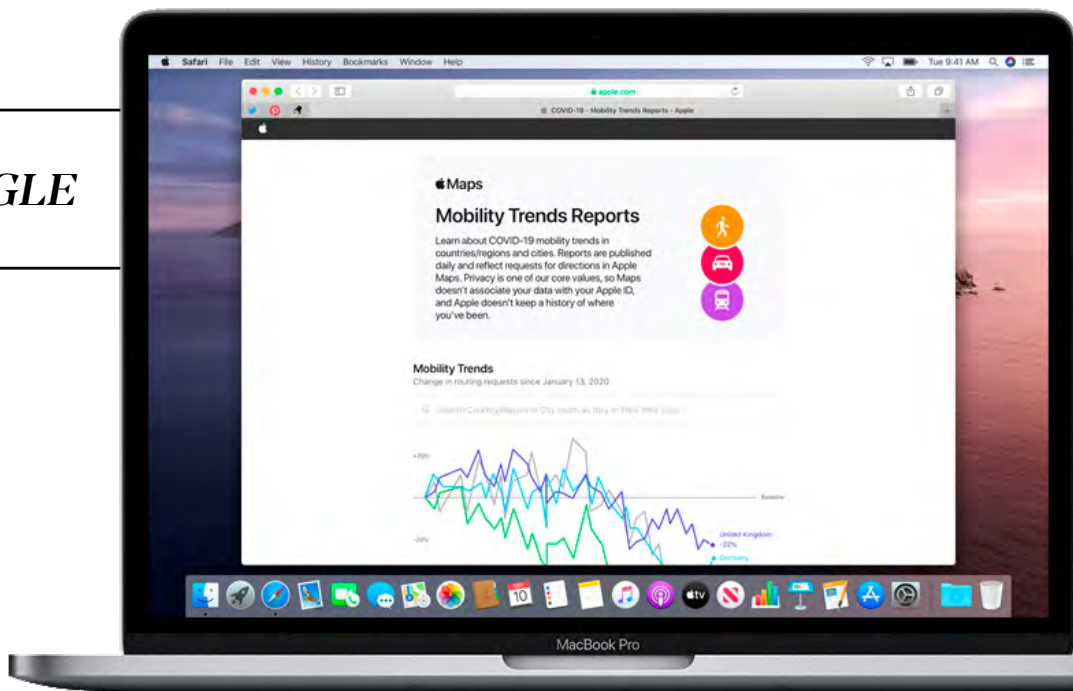 Safari File Edit View History Bookmarks Window Help
Tue 9:41 AM
apple.com
COVID-19 - Mobility Trends Reports - Apple
GLE
Maps
Mobility Trends Reports
Learn about COVID-19 mobility trends in
countries/regions and cities. Reports are published
daily and reflect requests for directions in Apple
Maps. Privacy is one of our core values, so Maps
doesn't associate your data with your Apple ID,
and Apple doesn't keep a history of where
you've been.
Mobility Trends
Change in routing requests since January 13, 2020
Baseline
United Kingdom
-22%
Germany
10
tv
MacBook Pro